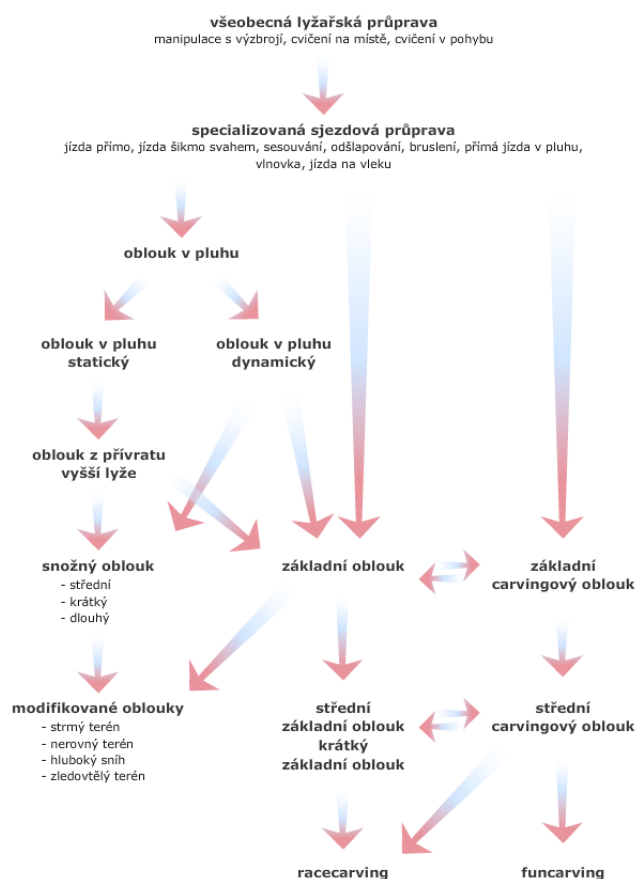 všeobecná lyžařská průprava
manipulace s výzbrojí, cvičení na místě, cvičení v pohybu
specializovaná sjezdová průprava
jízda přímo, jízda šikmo svahem, sesouvání, odšlapování, bruslení, přímá jízda v pluhu,
vlnovka, jízda na vleku
oblouk v pluhu
oblouk v pluhu
statický
oblouk v pluhu
dynamický
oblouk z přívratu
vyšší lyže
snožný oblouk
- střední
- krátký
- dlouhý
základní oblouk
základní
carvingový oblouk
modifikované oblouky
- strmý terén
- nerovný terén
- hluboký sníh
- zledovtělý terén
střední
základní oblouk
krátký
základní oblouk
střední
carvingový oblouk
racecarving
funcarving